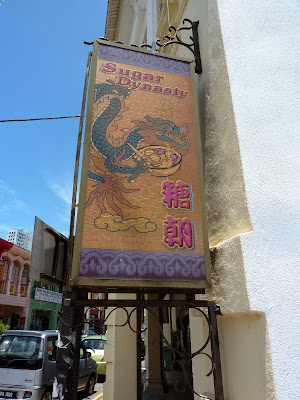 Sugar
Dynasty
糖
朝